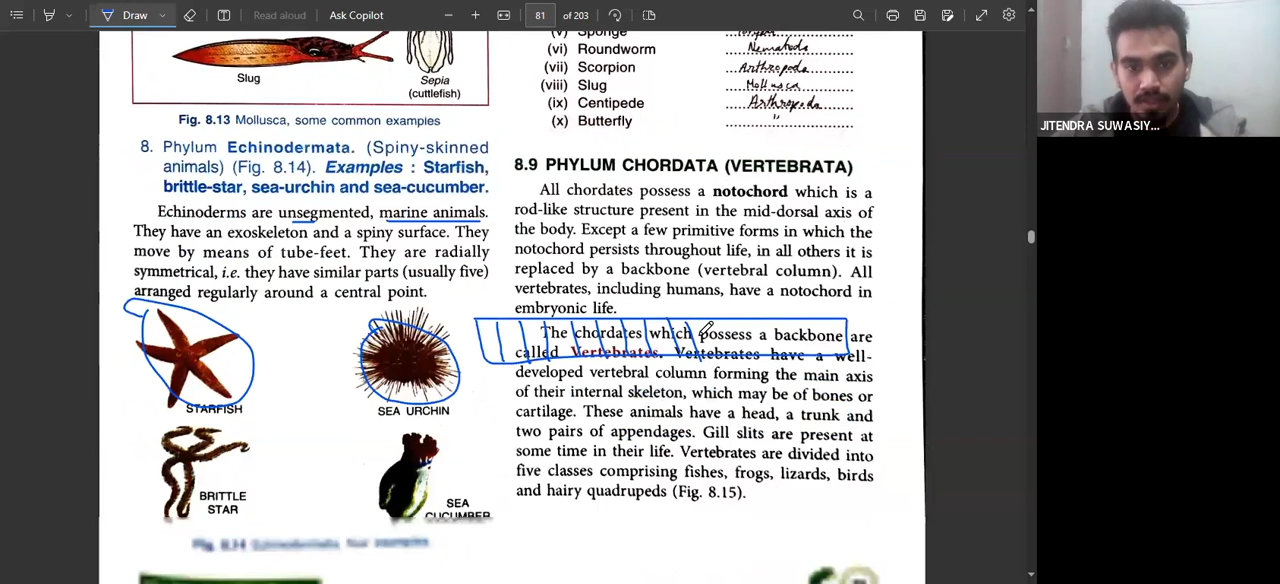 Draw
Read aloud
Ask Copilot
81
of 203
JITENDRA SUWASIY...
Slug
Sepia
(cuttlefish)
Fig. 8.13 Mollusca, some common examples
8. Phylum Echinodermata. (Spiny-skinned
animals) (Fig. 8.14). Examples : Starfish,
brittle-star, sea-urchin and sea-cucumber.
Echinoderms are unsegmented, marine animals.
They have an exoskeleton and a spiny surface. They
move by means of tube-feet. They are radially
symmetrical, i.e. they have similar parts (usually five)
arranged regularly around a central point.
STARFISH
SEA URCHIN
BRITTLE
STAR
SEA
CUCUMBER
Fig. 8.14 Echinodermata, four examples
(v) Sponge
(vi) Roundworm Nematoda
(vii) Scorpion Arthropoda
(viii) Slug Mollusca
(ix) Centipede Arthropoda
(x) Butterfly "
8.9 PHYLUM CHORDATA (VERTEBRATA)
All chordates possess a notochord which is a
rod-like structure present in the mid-dorsal axis of
the body. Except a few primitive forms in which the
notochord persists throughout life, in all others it is
replaced by a backbone (vertebral column). All
vertebrates, including humans, have a notochord in
embryonic life.
The chordates which possess a backbone are
called Vertebrates. Vertebrates have a well-
developed vertebral column forming the main axis
of their internal skeleton, which may be of bones or
cartilage. These animals have a head, a trunk and
two pairs of appendages. Gill slits are present at
some time in their life. Vertebrates are divided into
five classes comprising fishes, frogs, lizards, birds
and hairy quadrupeds (Fig. 8.15).